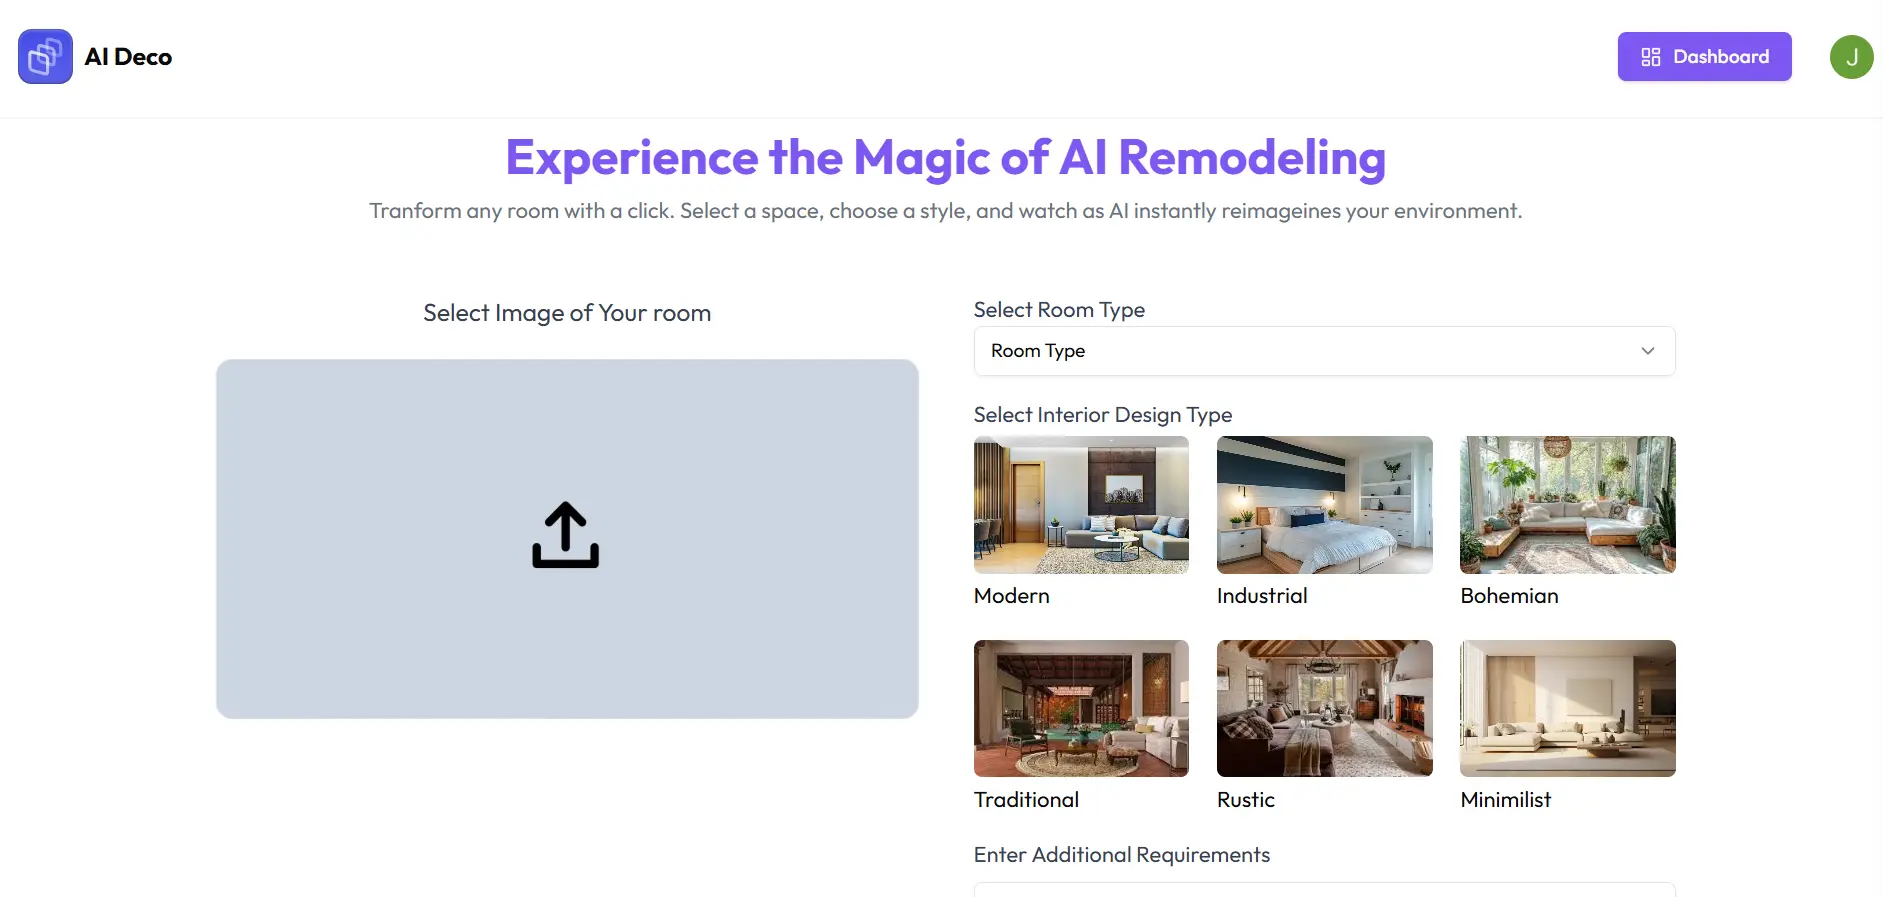 AI Deco
Dashboard
J
Experience the Magic of AI Remodeling
Tranform any room with a click. Select a space, choose a style, and watch as AI instantly reimageines your environment.
Select Image of Your room
Select Room Type
Room Type
Select Interior Design Type
Modern
Industrial
Bohemian
Traditional
Rustic
Minimilist
Enter Additional Requirements